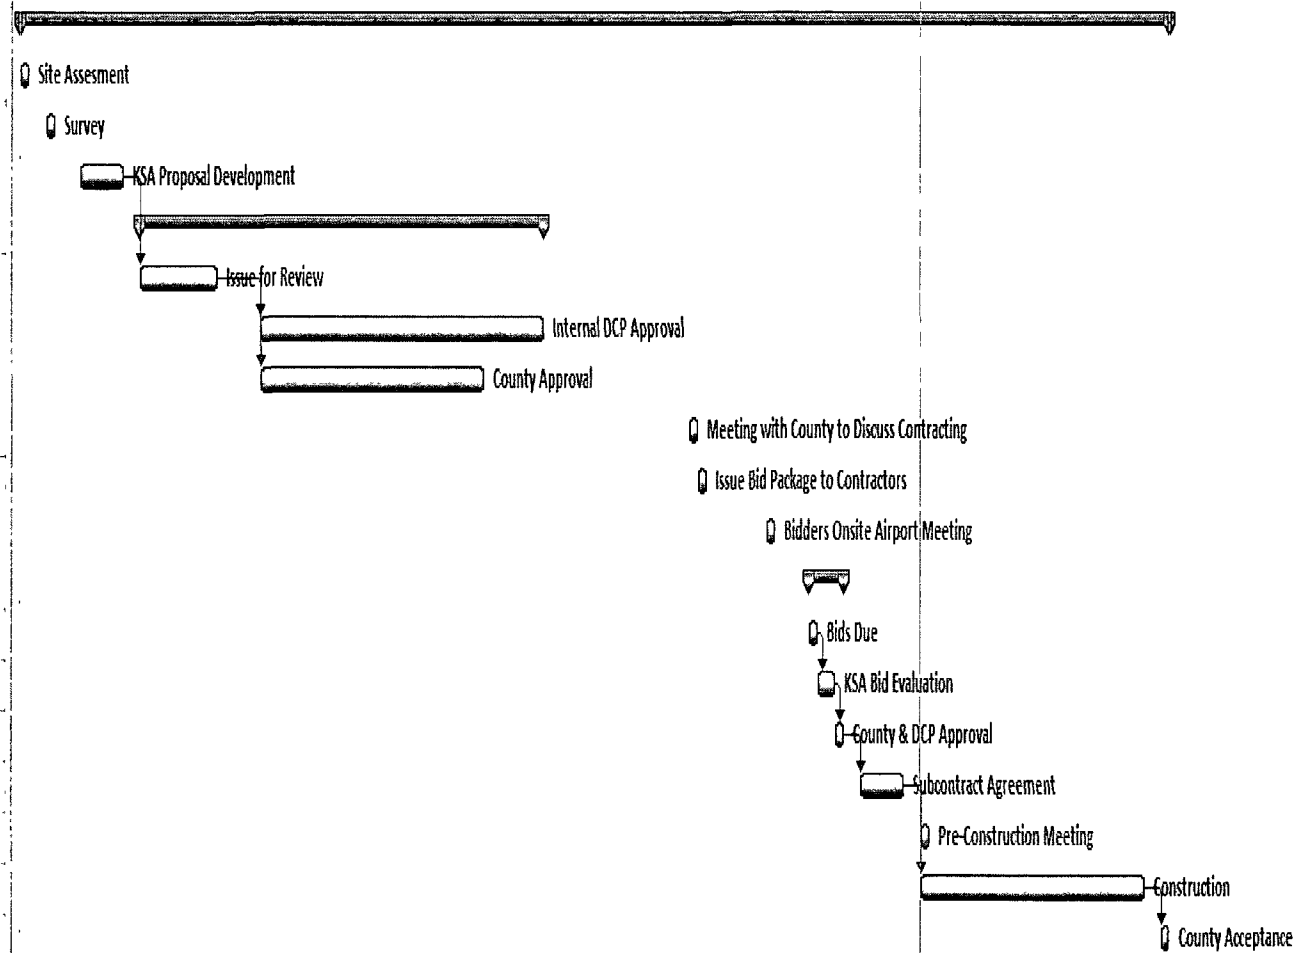 Site Assesment
Survey
KSA Proposal Development
Issue for Review
Internal DCP Approval
County Approval
Meeting with County to Discuss Contracting
Issue Bid Package to Contractors
Bidders Onsite Airport Meeting
Bids Due
KSA Bid Evaluation
County & DCP Approval
Subcontract Agreement
Pre-Construction Meeting
Construction
County Acceptance